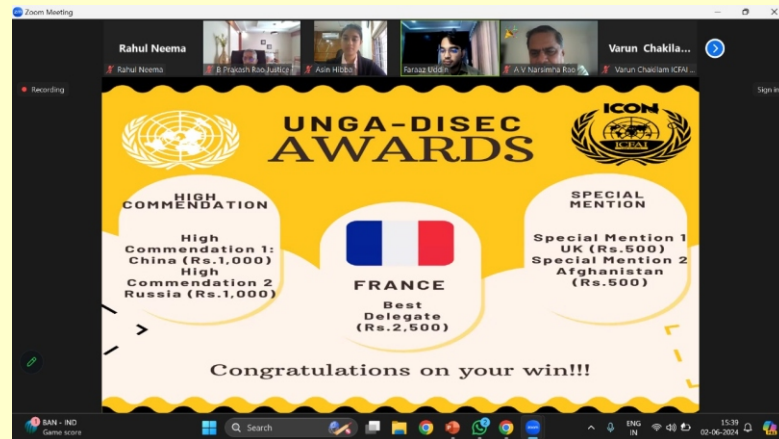 Zoom Meeting
Rahul Neema
Varun Chakila...
Rahul Neema
B Prakash Rao Justice
Asin Hibba
Faraaz Uddin
A V Narsimha Rao
Varun Chakilam ICFAI ...
Recording
Sign in
UNGA-DISEC
AWARDS
ICON
ICFAI
HIGH
COMMENDATION
High
Commendation 1:
China (Rs.1,000)
High
Commendation 2
Russia (Rs.1,000)
FRANCE
Best
Delegate
(Rs.2,500)
SPECIAL
MENTION
Special Mention 1
UK (Rs.500)
Special Mention 2
Afghanistan
(Rs.500)
Congratulations on your win!!!
BAN - IND
Game score
Search
ENG
IN
15:39
02-06-2024